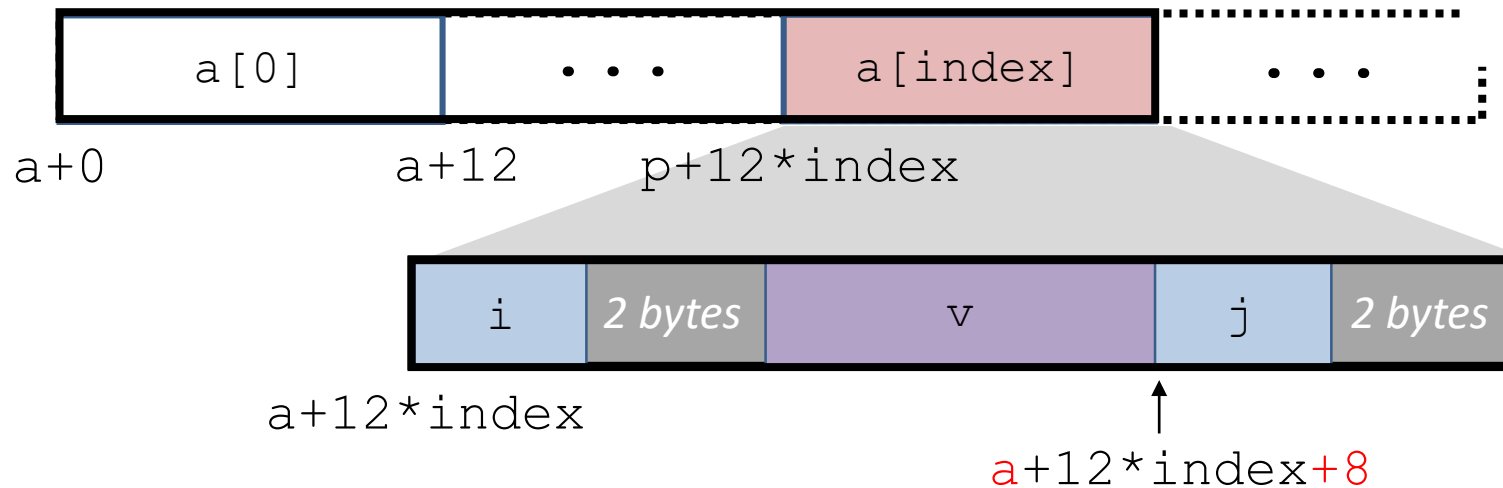 a[0] • • • a[index] • • •
a+0 a+12 p+12*index
i 2 bytes v j 2 bytes
a+12*index
a+12*index+8